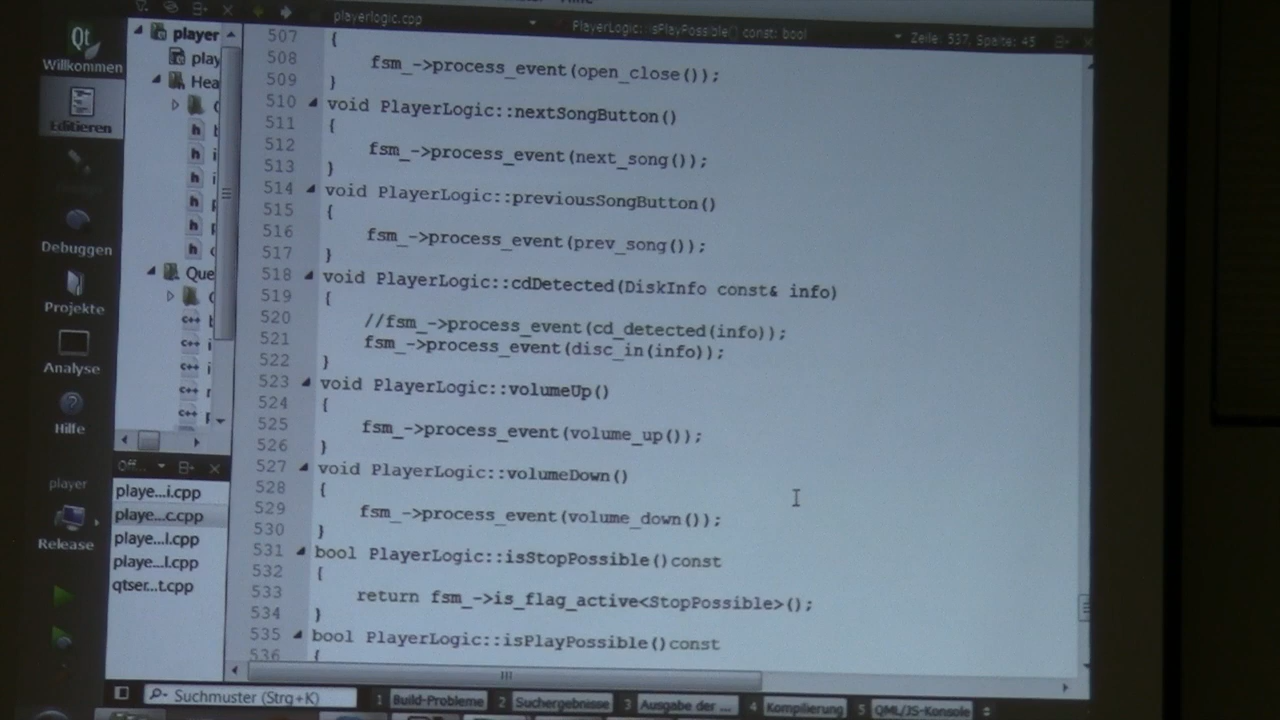 playerlogic.cpp
PlayerLogic::isPlayPossible() const: bool
Zeile: 537, Spalte: 45
Qt
Willkommen
Editieren
Debuggen
Projekte
Analyse
Hilfe
player
Release
player
play
Hea
Que
Off...
playe...i.cpp
playe...c.cpp
playe...l.cpp
playe...l.cpp
qtser...t.cpp
507 {
508 fsm_->process_event(open_close());
509 }
510 void PlayerLogic::nextSongButton()
511 {
512 fsm_->process_event(next_song());
513 }
514 void PlayerLogic::previousSongButton()
515 {
516 fsm_->process_event(prev_song());
517 }
518 void PlayerLogic::cdDetected(DiskInfo const& info)
519 {
520 //fsm_->process_event(cd_detected(info));
521 fsm_->process_event(disc_in(info));
522 }
523 void PlayerLogic::volumeUp()
524 {
525 fsm_->process_event(volume_up());
526 }
527 void PlayerLogic::volumeDown()
528 {
529 fsm_->process_event(volume_down());
530 }
531 bool PlayerLogic::isStopPossible()const
532 {
533 return fsm_->is_flag_active<StopPossible>();
534 }
535 bool PlayerLogic::isPlayPossible()const
536 {
Suchmuster (Strg+K)
1 Build-Probleme
2 Suchergebnisse
3 Ausgabe der ...
4 Kompilierung
5 QML/JS-Konsole